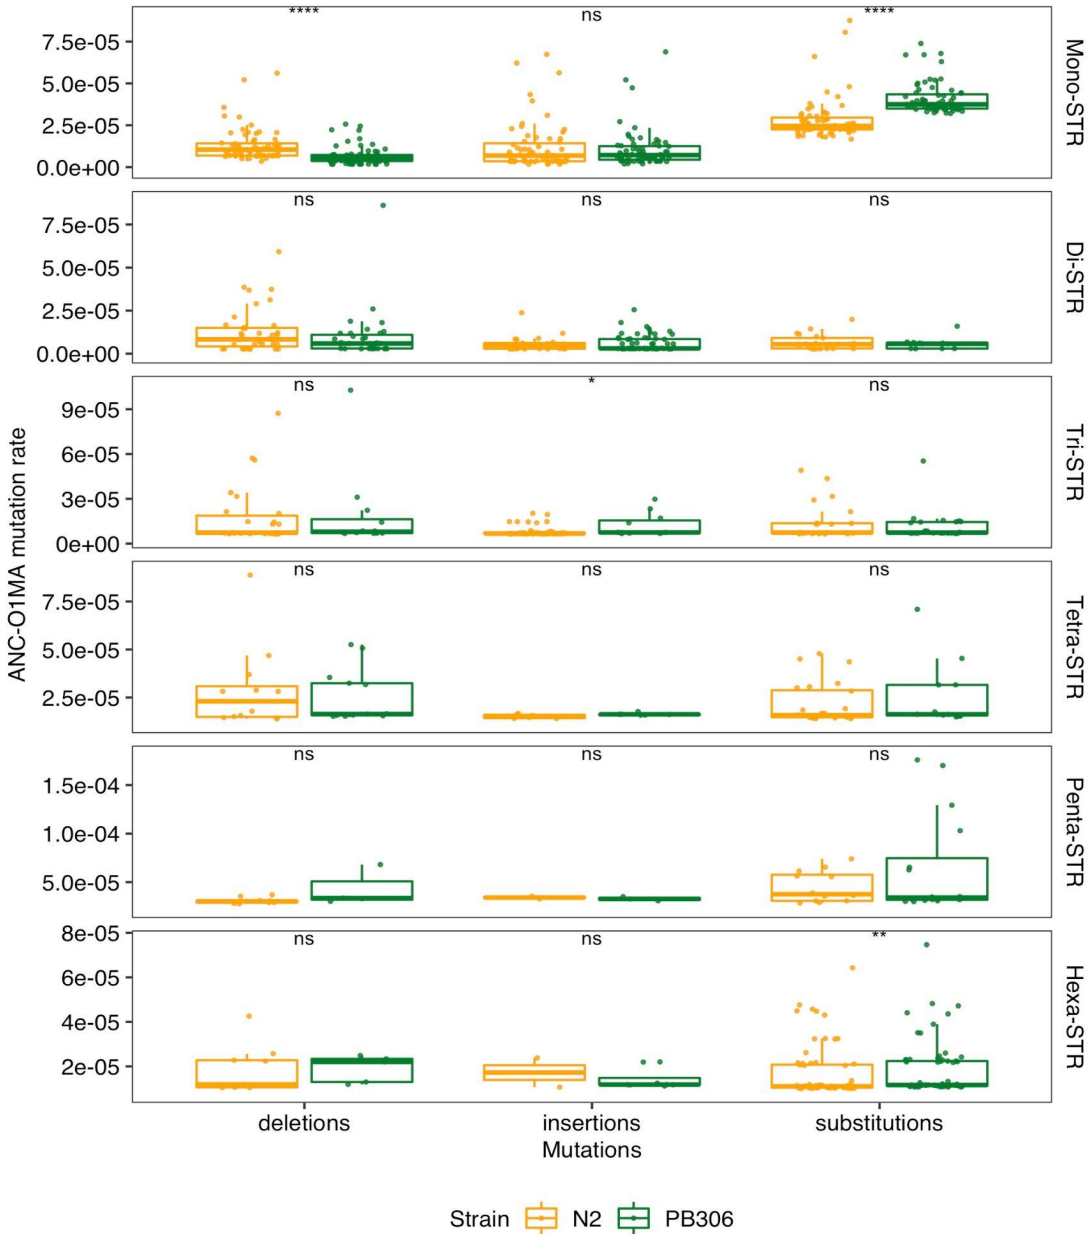 ****
ns
****
7.5e-05
5.0e-05
2.5e-05
0.0e+00
Mono-STR
ns
ns
ns
7.5e-05
5.0e-05
2.5e-05
0.0e+00
Di-STR
ns
*
ns
9e-05
6e-05
3e-05
0e+00
Tri-STR
ANC-O1MA mutation rate
ns
ns
ns
7.5e-05
5.0e-05
2.5e-05
Tetra-STR
ns
ns
ns
1.5e-04
1.0e-04
5.0e-05
Penta-STR
ns
ns
**
8e-05
6e-05
4e-05
2e-05
Hexa-STR
deletions
insertions
substitutions
Mutations
Strain N2 PB306